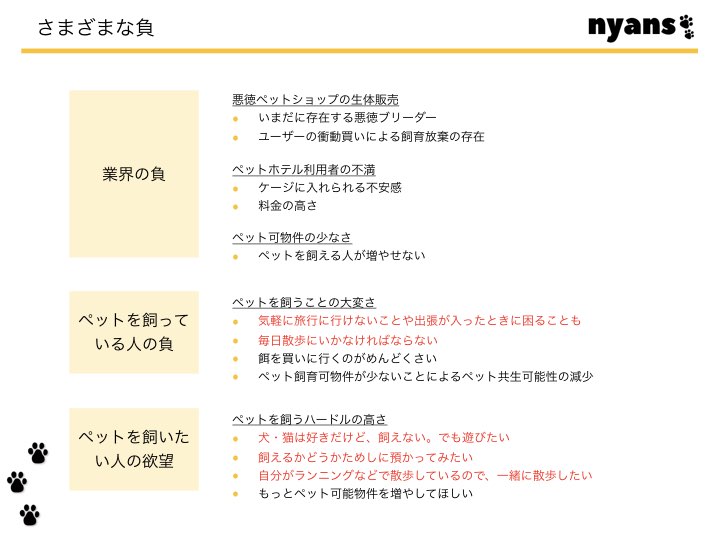 さまざまな負
nyans
業界の負
悪徳ペットショップの生体販売
● いまだに存在する悪徳ブリーダー
● ユーザーの衝動買いによる飼育放棄の存在
ペットホテル利用者の不満
● ケージに入れられる不安感
● 料金の高さ
ペット可物件の少なさ
● ペットを飼える人が増やせない
ペットを飼って
いる人の負
ペットを飼うことの大変さ
● 気軽に旅行に行けないことや出張が入ったときに困ることも
● 毎日散歩にいかなければならない
● 餌を買いに行くのがめんどくさい
● ペット飼育可物件が少ないことによるペット共生可能性の減少
ペットを飼いた
い人の欲望
ペットを飼うハードルの高さ
● 犬・猫は好きだけど、飼えない。でも遊びたい
● 飼えるかどうかためしに預かってみたい
● 自分がランニングなどで散歩しているので、一緒に散歩したい
● もっとペット可能物件を増やしてほしい